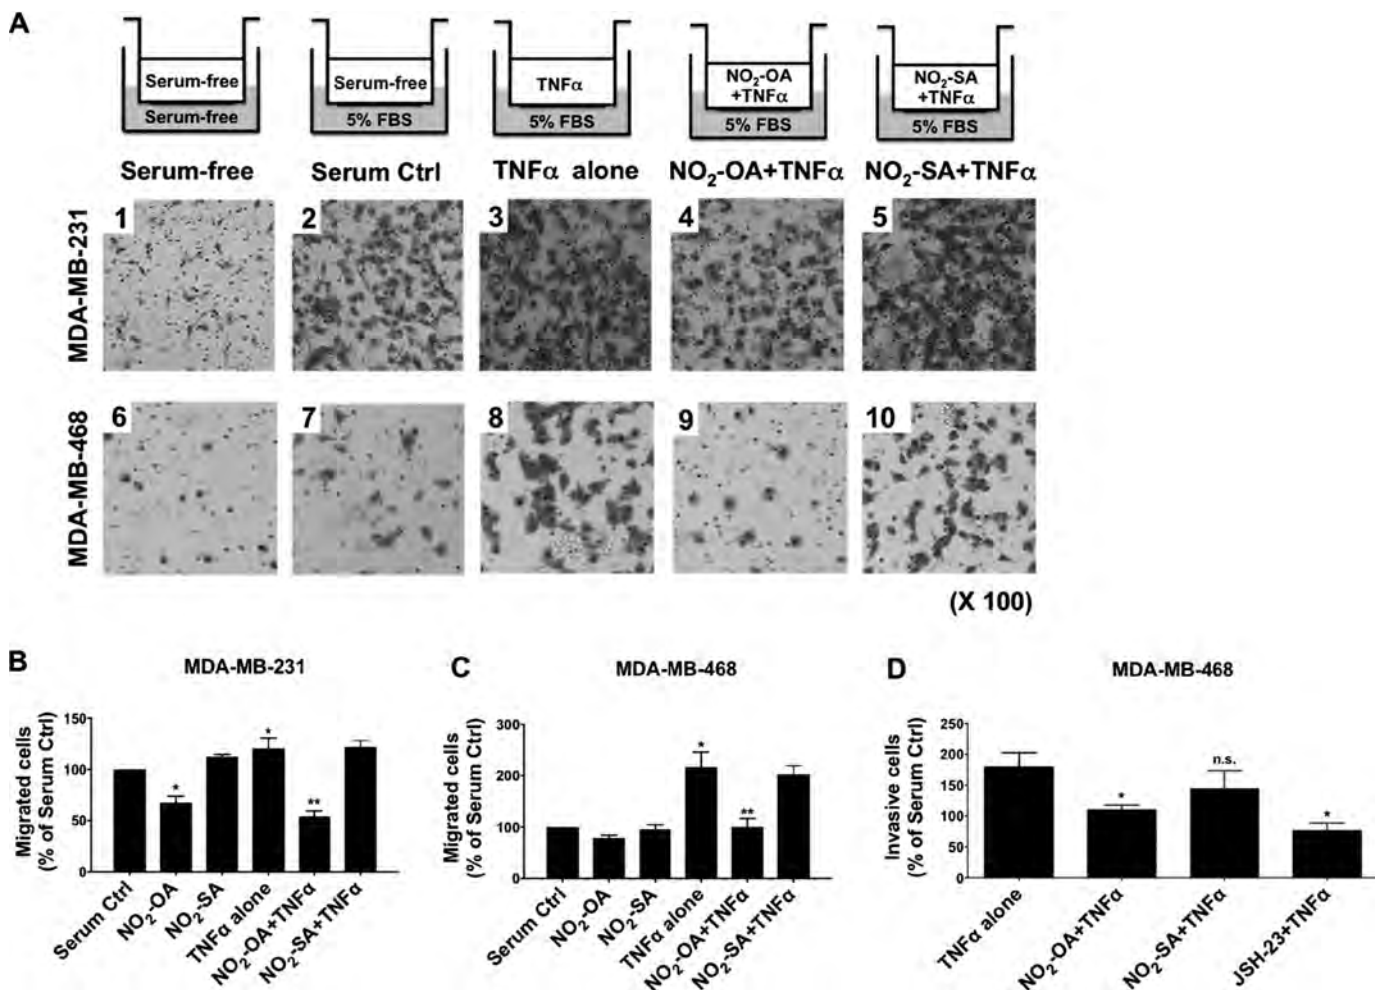 A
Serum-free
Serum-free
Serum-free
5% FBS
TNFα
5% FBS
NO₂-OA
+TNFα
5% FBS
NO₂-SA
+TNFα
5% FBS
Serum-free Serum Ctrl TNFα alone NO₂-OA+TNFα NO₂-SA+TNFα
MDA-MB-231
1 2 3 4 5
MDA-MB-468
6 7 8 9 10
(X 100)
B
MDA-MB-231
Migrated cells
(% of Serum Ctrl)
150
100
50
0
*
*
**
Serum Ctrl
NO₂-OA
NO₂-SA
TNFα alone
NO₂-OA+TNFα
NO₂-SA+TNFα
C
MDA-MB-468
Migrated cells
(% of Serum Ctrl)
300
200
100
0
*
**
Serum Ctrl
NO₂-OA
NO₂-SA
TNFα alone
NO₂-OA+TNFα
NO₂-SA+TNFα
D
MDA-MB-468
Invasive cells
(% of Serum Ctrl)
250
200
150
100
50
0
*
n.s.
*
TNFα alone
NO₂-OA+TNFα
NO₂-SA+TNFα
JSH-23+TNFα